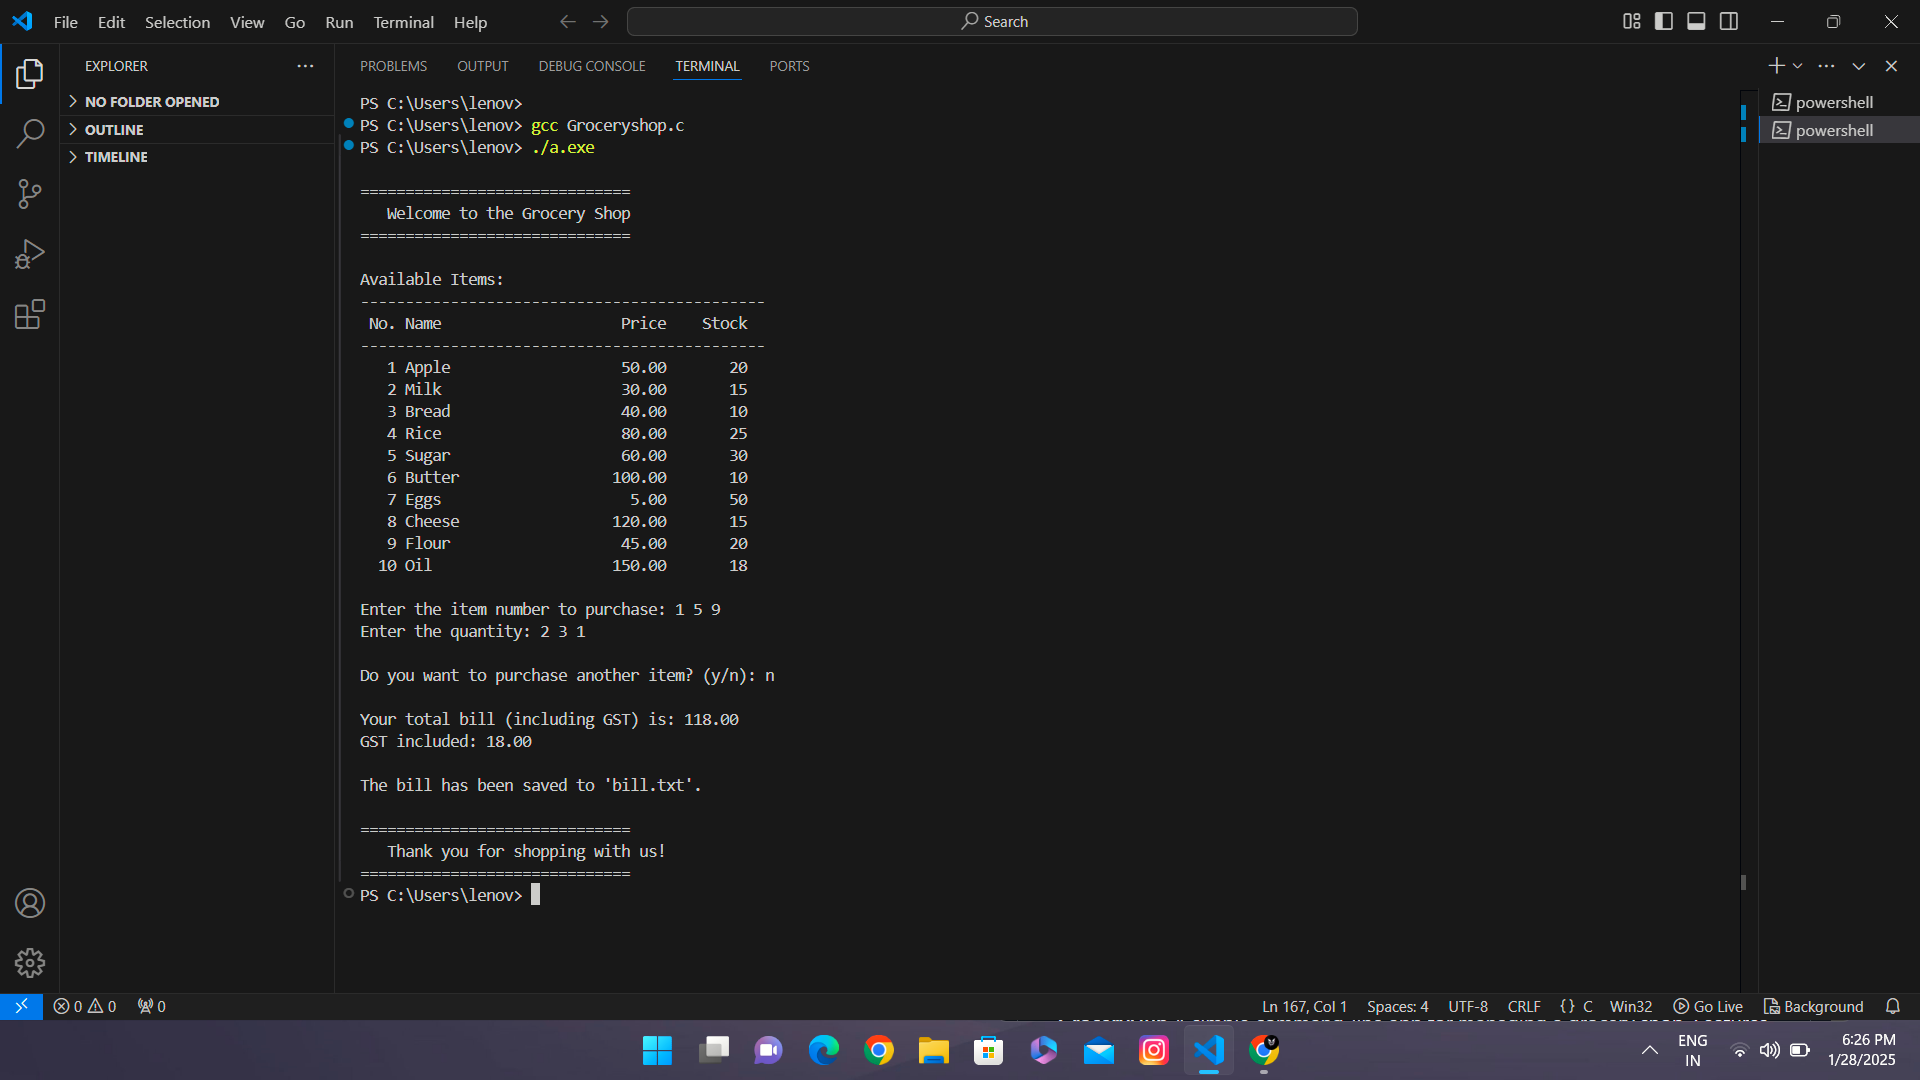 File Edit Selection View Go Run Terminal Help
Search
EXPLORER
NO FOLDER OPENED
OUTLINE
TIMELINE
PROBLEMS OUTPUT DEBUG CONSOLE TERMINAL PORTS
powershell
powershell
PS C:\Users\lenov>
PS C:\Users\lenov> gcc Groceryshop.c
PS C:\Users\lenov> ./a.exe
==============================
Welcome to the Grocery Shop
==============================
Available Items:
---------------------------------------------
No. Name Price Stock
---------------------------------------------
1 Apple 50.00 20
2 Milk 30.00 15
3 Bread 40.00 10
4 Rice 80.00 25
5 Sugar 60.00 30
6 Butter 100.00 10
7 Eggs 5.00 50
8 Cheese 120.00 15
9 Flour 45.00 20
10 Oil 150.00 18
Enter the item number to purchase: 1 5 9
Enter the quantity: 2 3 1
Do you want to purchase another item? (y/n): n
Your total bill (including GST) is: 118.00
GST included: 18.00
The bill has been saved to 'bill.txt'.
==============================
Thank you for shopping with us!
==============================
PS C:\Users\lenov>
0 0 0
Ln 167, Col 1 Spaces: 4 UTF-8 CRLF {} C Win32 Go Live Background
ENG
IN
6:26 PM
1/28/2025